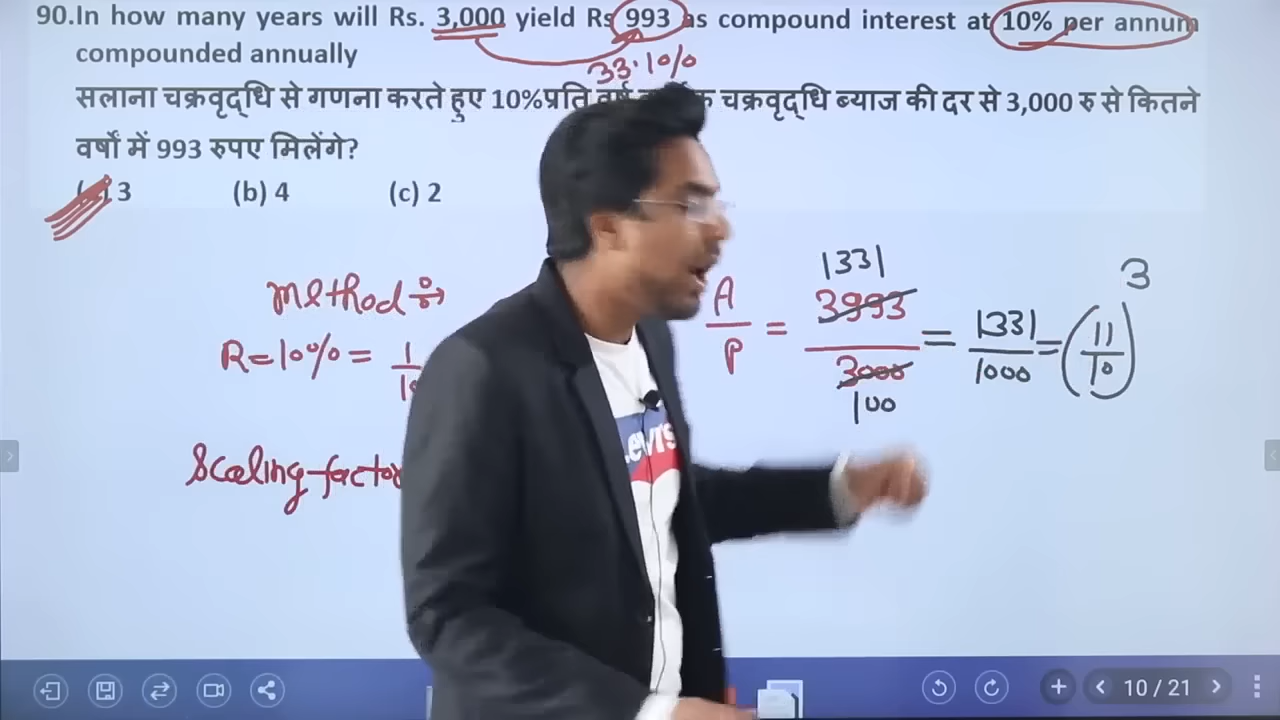 90.In how many years will Rs. 3,000 yield Rs 993 as compound interest at 10% per annum
compounded annually
33.1%
सलाना चक्रवृद्धि से गणना करते हुए 10%प्रति वर्ष चक्रवृद्धि ब्याज की दर से 3,000 रु से कितने
वर्षों में 993 रुपए मिलेंगे?
3 (b) 4 (c) 2
Method ÷→
R=10% = 1/10
A/P = 3993/3000 = 1331/1000 = (11/10)3
1331
100
Scaling factor
Levi's
10 / 21